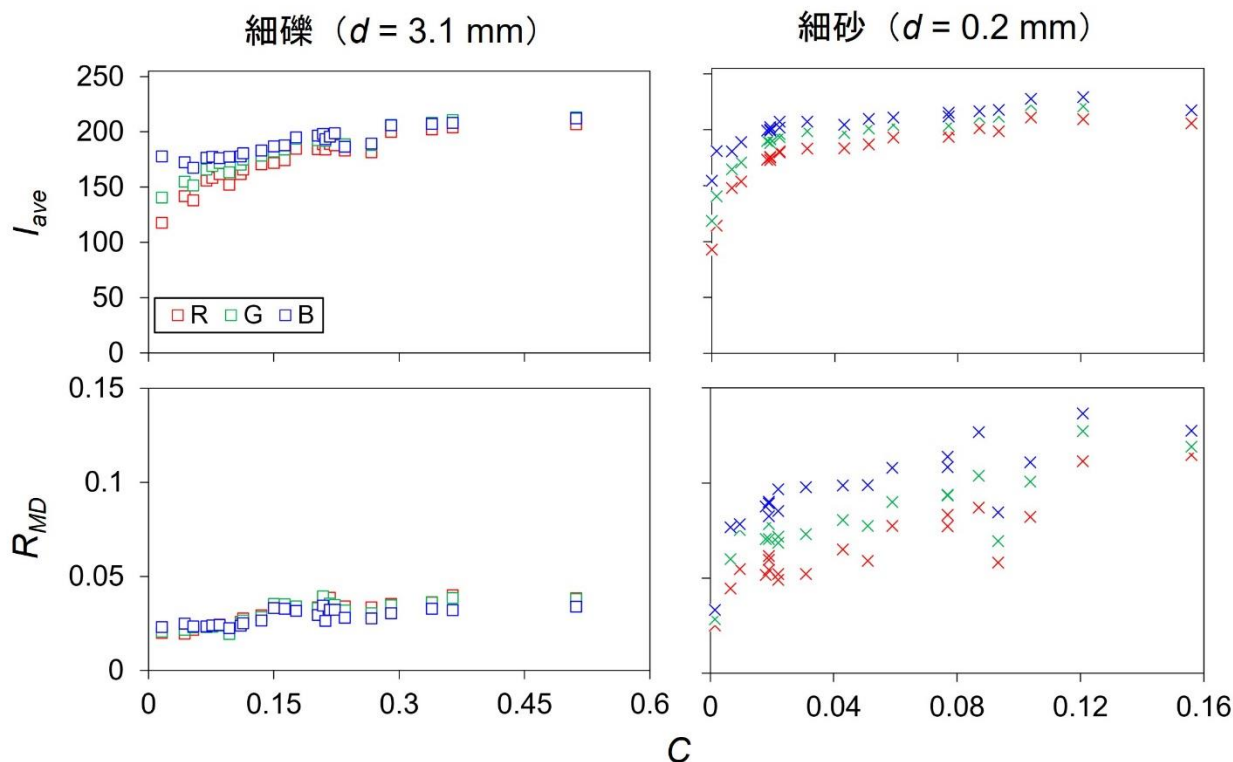 細礫（d = 3.1 mm）
細砂（d = 0.2 mm）
250
200
150
100
50
0
I_ave
R G B
0.15
0.1
0.05
0
R_MD
0 0.15 0.3 0.45 0.6
0 0.04 0.08 0.12 0.16
C